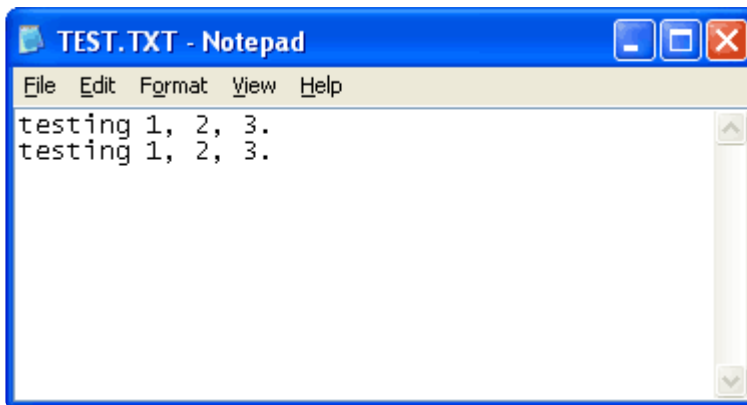 TEST.TXT - Notepad
File Edit Format View Help
testing 1, 2, 3.
testing 1, 2, 3.